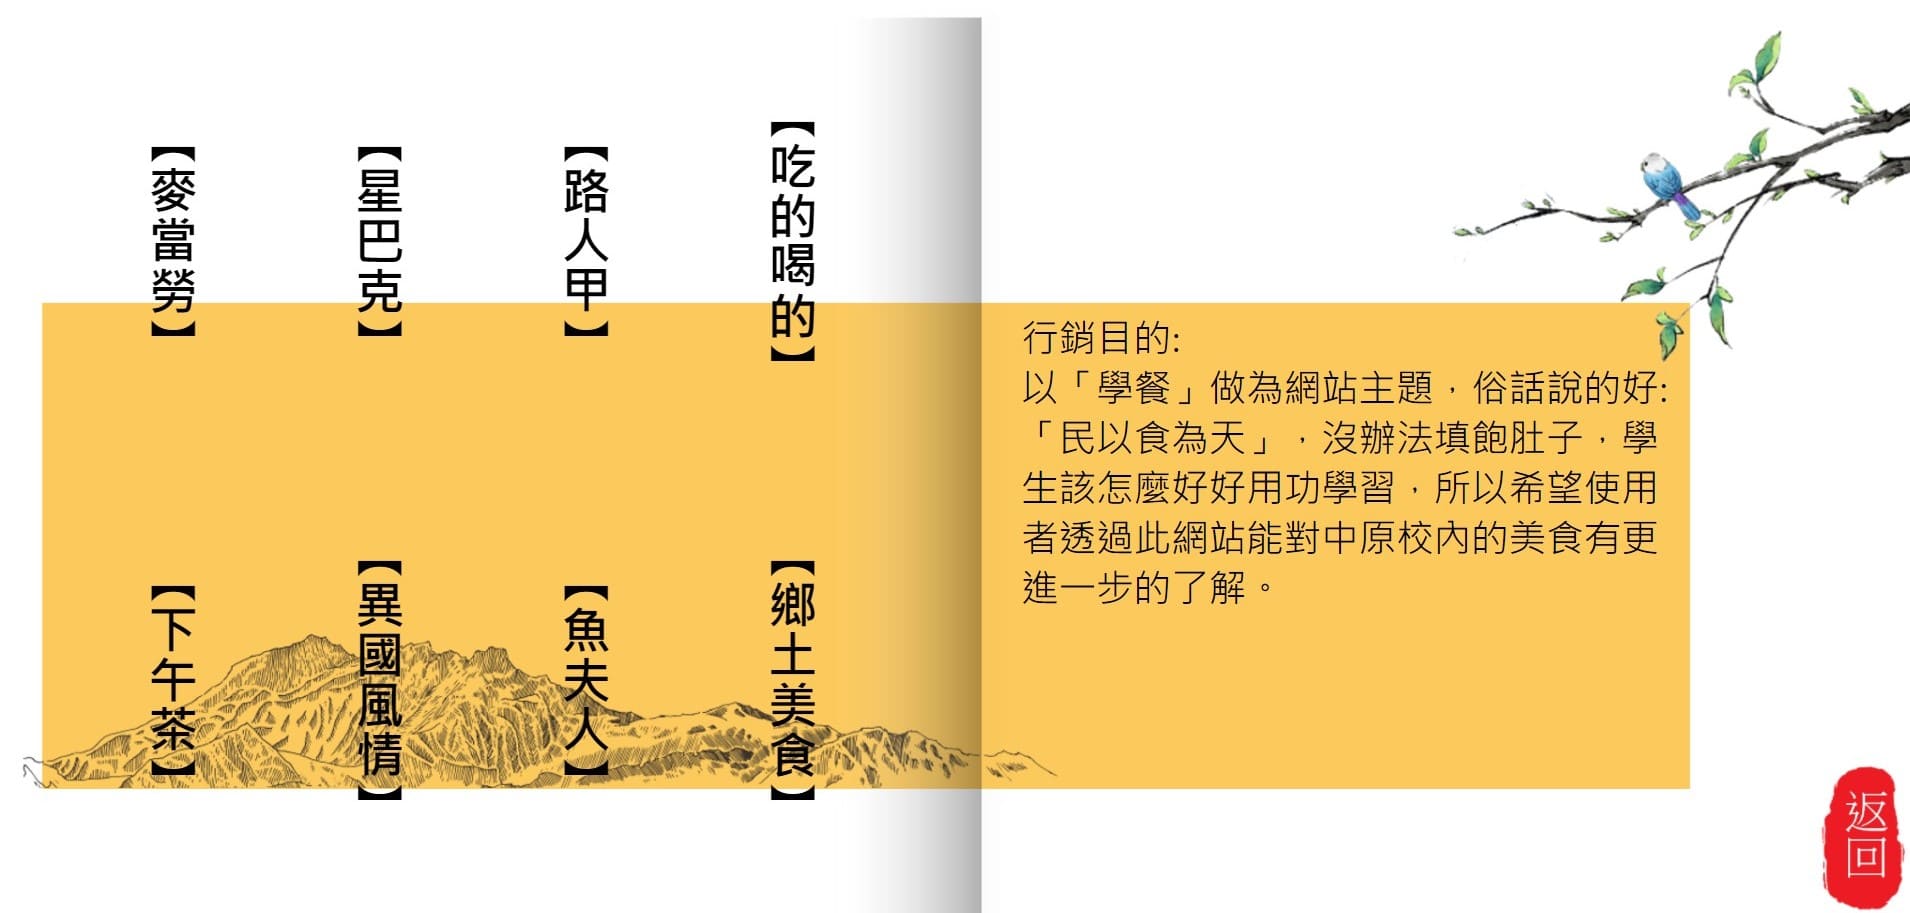 【吃的喝的】
【路人甲】
【星巴克】
【麥當勞】
【鄉土美食】
【魚夫人】
【異國風情】
【下午茶】
行銷目的:
以「學餐」做為網站主題，俗話說的好:
「民以食為天」，沒辦法填飽肚子，學
生該怎麼好好用功學習，所以希望使用
者透過此網站能對中原校內的美食有更
進一步的了解。
返回